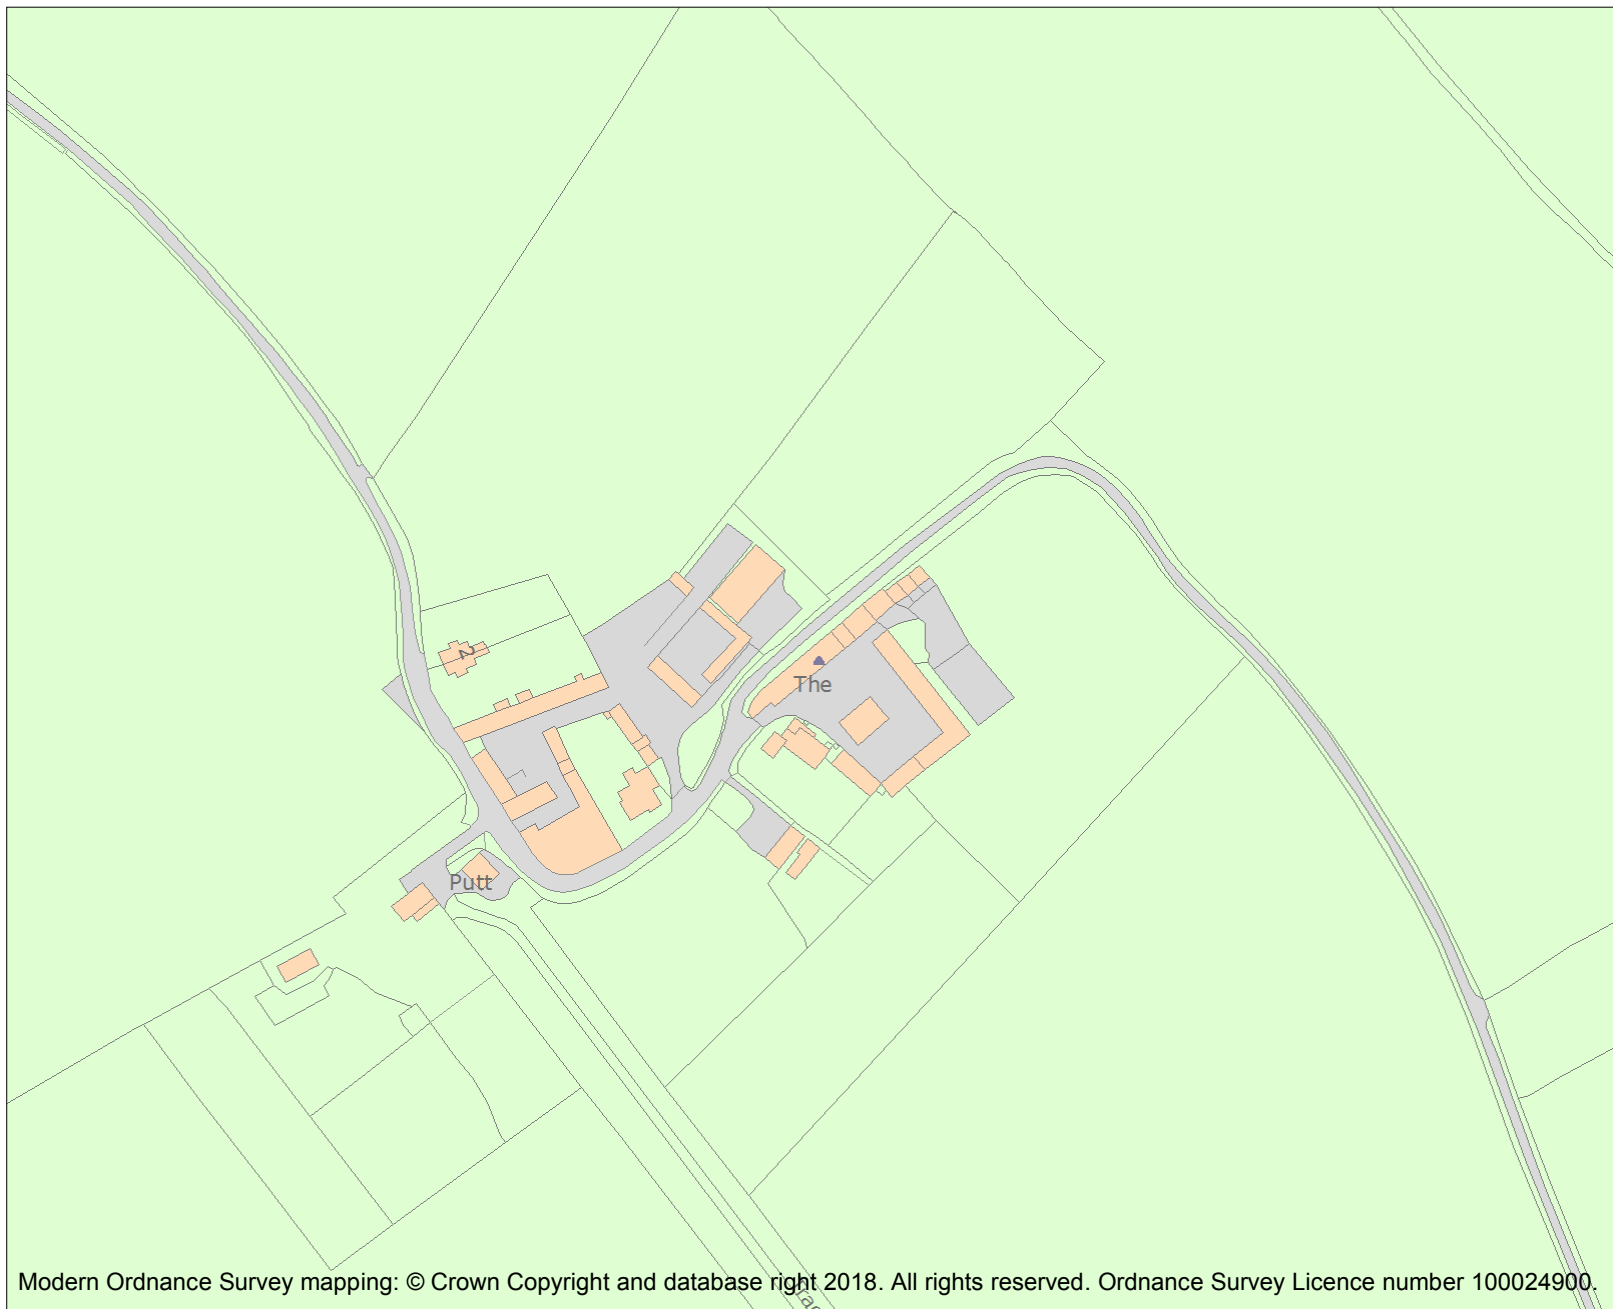 2
The
Putt
Modern Ordnance Survey mapping: © Crown Copyright and database right 2018. All rights reserved. Ordnance Survey Licence number 100024900.